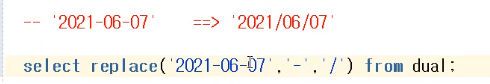 -- '2021-06-07'    ==> '2021/06/07'
select replace('2021-06-07','-','/') from dual;